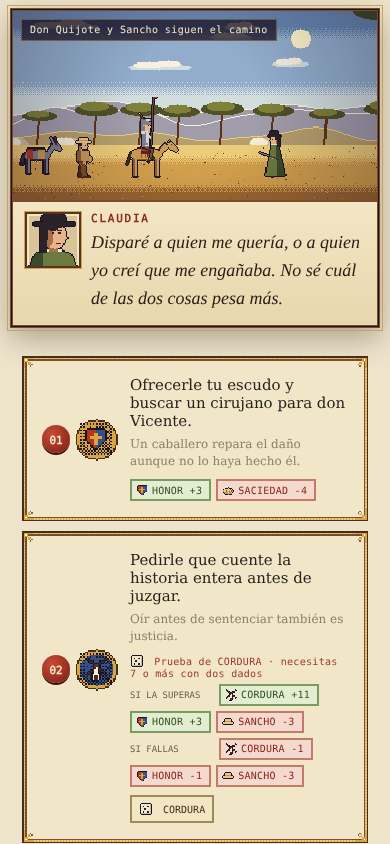 Don Quijote y Sancho siguen el camino
CLAUDIA
Disparé a quien me quería, o a quien
yo creí que me engañaba. No sé cuál
de las dos cosas pesa más.
01
Ofrecerle tu escudo y
buscar un cirujano para don
Vicente.
Un caballero repara el daño
aunque no lo haya hecho él.
HONOR +3 SACIEDAD -4
02
Pedirle que cuente la
historia entera antes de
juzgar.
Oír antes de sentenciar también es
justicia.
Prueba de CORDURA · necesitas
7 o más con dos dados
SI LA SUPERAS CORDURA +11
HONOR +3 SANCHO -3
SI FALLAS CORDURA -1
HONOR -1 SANCHO -3
CORDURA